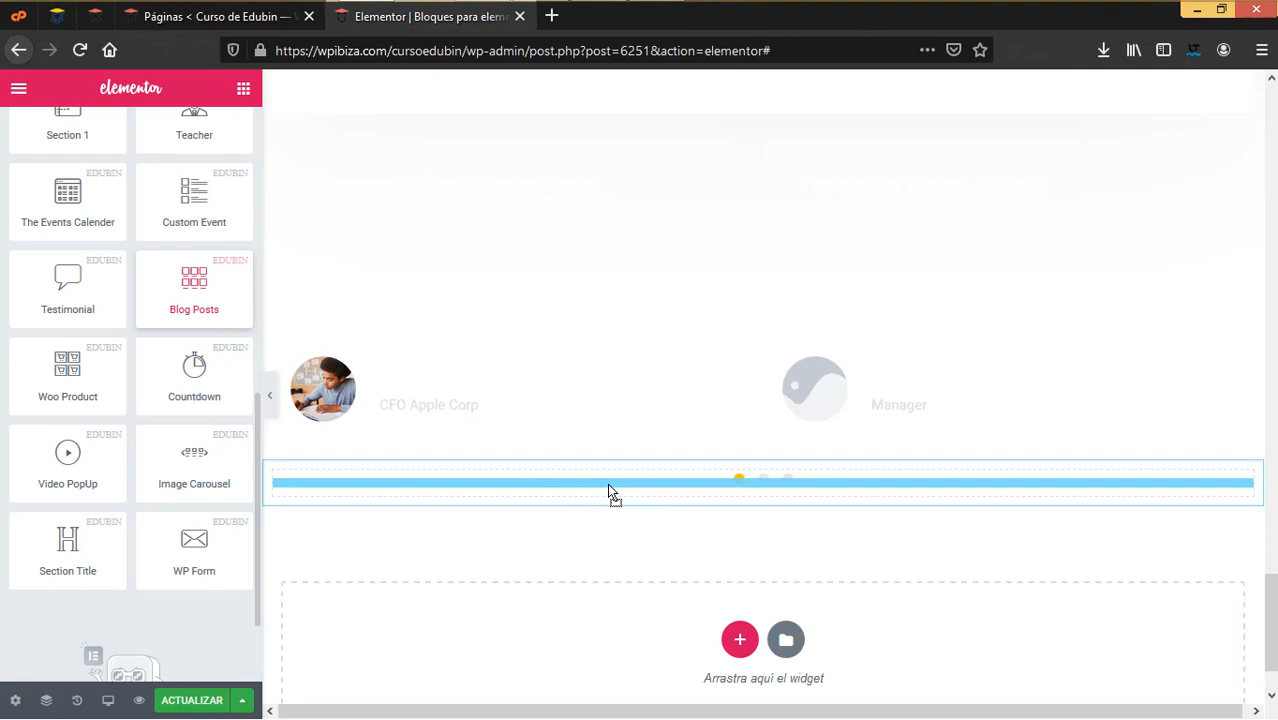 Páginas < Curso de Edubin — W
Elementor | Bloques para eleme
https://wpibiza.com/cursoedubin/wp-admin/post.php?post=6251&action=elementor#
elementor
Section 1
Teacher
EDUBIN
The Events Calender
EDUBIN
Custom Event
EDUBIN
Testimonial
EDUBIN
Blog Posts
EDUBIN
Woo Product
EDUBIN
Countdown
EDUBIN
Video PopUp
EDUBIN
Image Carousel
EDUBIN
Section Title
EDUBIN
WP Form
ACTUALIZAR
CFO Apple Corp
Manager
Arrastra aquí el widget